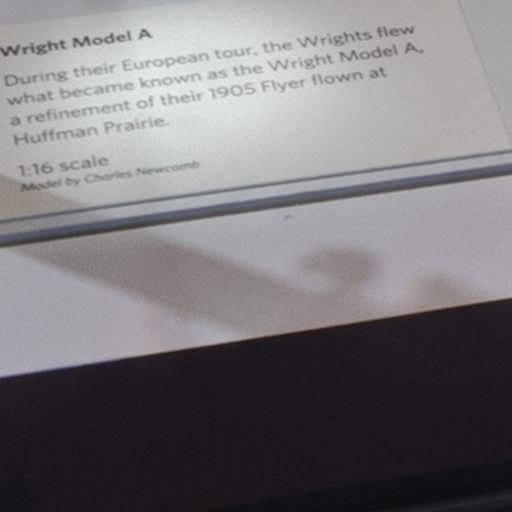 Wright Model A
During their European tour, the Wrights flew
what became known as the Wright Model A,
a refinement of their 1905 Flyer flown at
Huffman Prairie.
1:16 scale
Model by Charles Newcomb